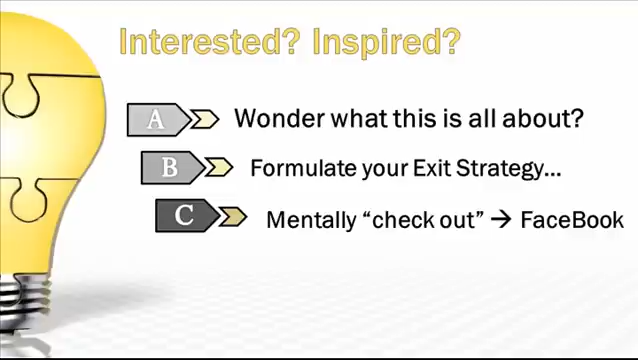 Interested? Inspired?
A Wonder what this is all about?
B Formulate your Exit Strategy...
C Mentally “check out” → FaceBook